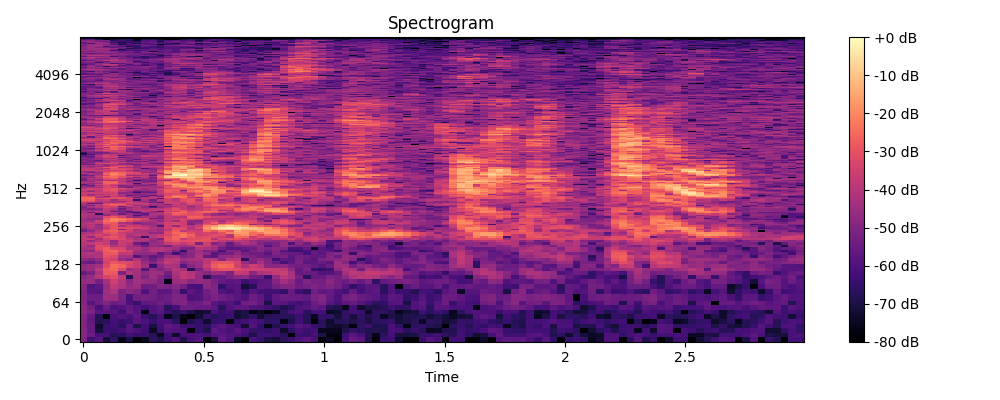 Spectrogram
Hz
4096
2048
1024
512
256
128
64
0
0
0.5
1
1.5
2
2.5
Time
+0 dB
-10 dB
-20 dB
-30 dB
-40 dB
-50 dB
-60 dB
-70 dB
-80 dB